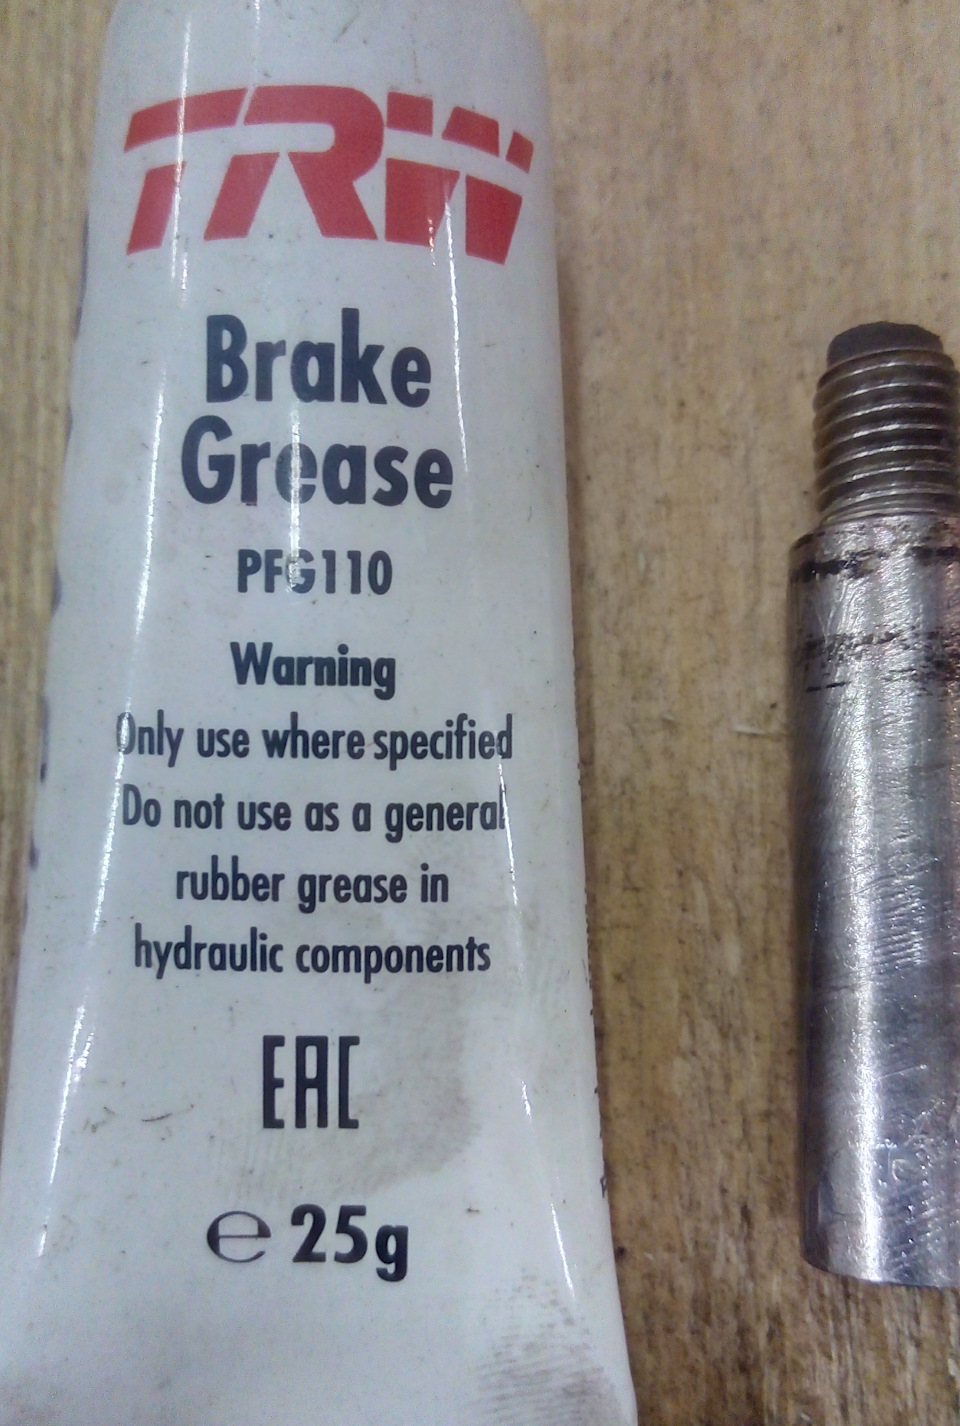 TRW
Brake
Grease
PFG110
Warning
Only use where specified
Do not use as a general
rubber grease in
hydraulic components
EAC
e 25g